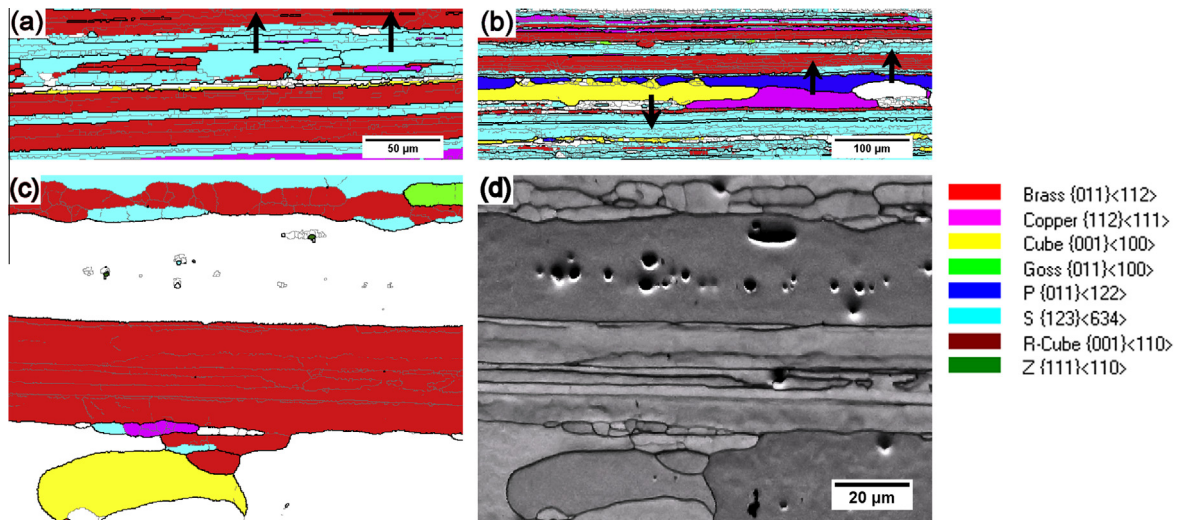 (a)
(b)
50 µm
100 µm
(c)
(d)
20 µm
Brass {011}<112>
Copper {112}<111>
Cube {001}<100>
Goss {011}<100>
P {011}<122>
S {123}<634>
R-Cube {001}<110>
Z {111}<110>